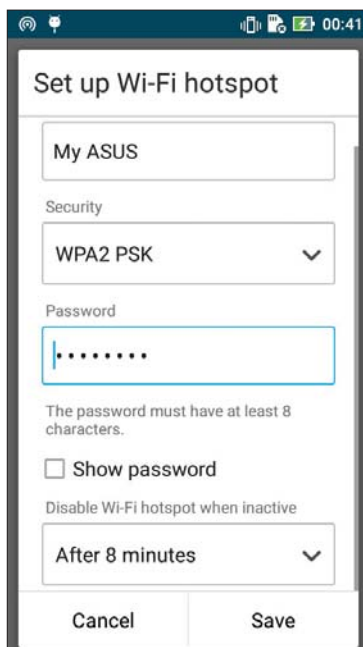 00:41
Set up Wi-Fi hotspot
My ASUS
Security
WPA2 PSK
Password
••••••••
The password must have at least 8
characters.
Show password
Disable Wi-Fi hotspot when inactive
After 8 minutes
Cancel
Save